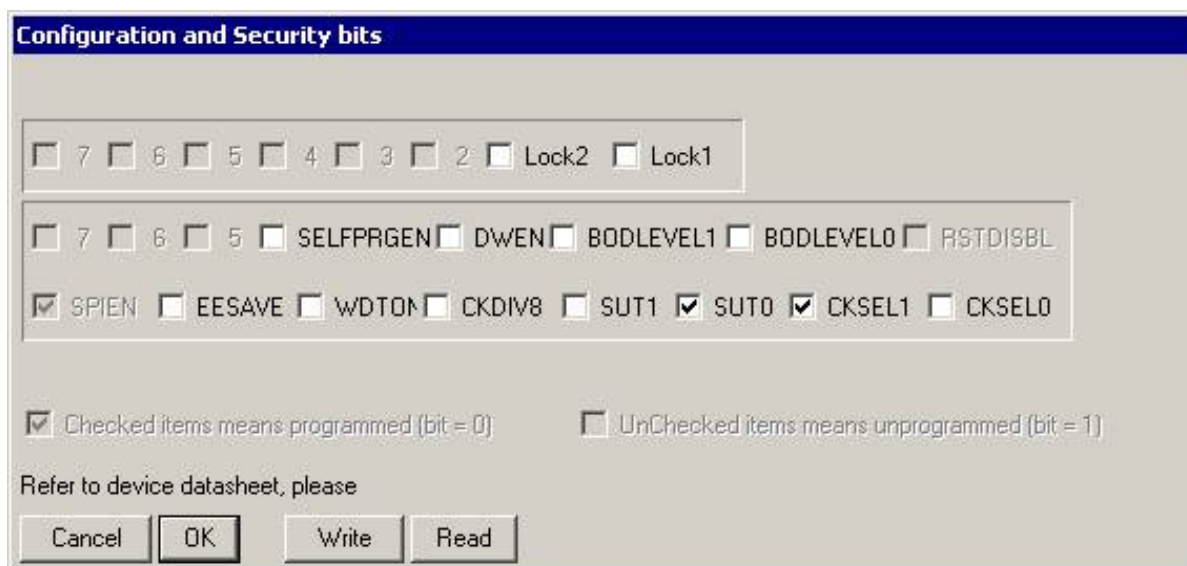 Configuration and Security bits
7 6 5 4 3 2 Lock2 Lock1
7 6 5 SELFPRGEN DWEN BODLEVEL1 BODLEVEL0 RSTDISBL
SPIEN EESAVE WDTON CKDIV8 SUT1 SUT0 CKSEL1 CKSEL0
Checked items means programmed (bit = 0) UnChecked items means unprogrammed (bit = 1)
Refer to device datasheet, please
Cancel OK Write Read